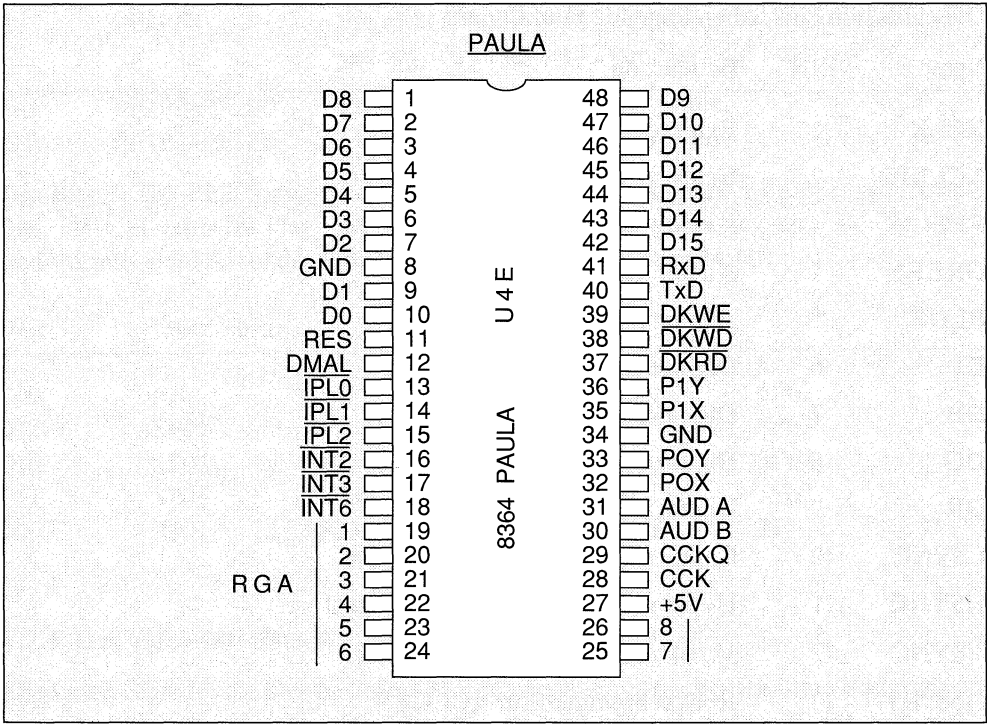 PAULA
D8 1 48 D9
D7 2 47 D10
D6 3 46 D11
D5 4 45 D12
D4 5 44 D13
D3 6 43 D14
D2 7 42 D15
GND 8 41 RxD
D1 9 40 TxD
D0 10 39 DKWE
RES 11 38 DKWD
DMAL 12 37 DKRD
IPL0 13 36 P1Y
IPL1 14 35 P1X
IPL2 15 34 GND
INT2 16 33 POY
INT3 17 32 POX
INT6 18 31 AUD A
1 19 30 AUD B
2 20 29 CCKQ
3 21 28 CCK
4 22 27 +5V
5 23 26 8
6 24 25 7
RGA
U4E
8364 PAULA